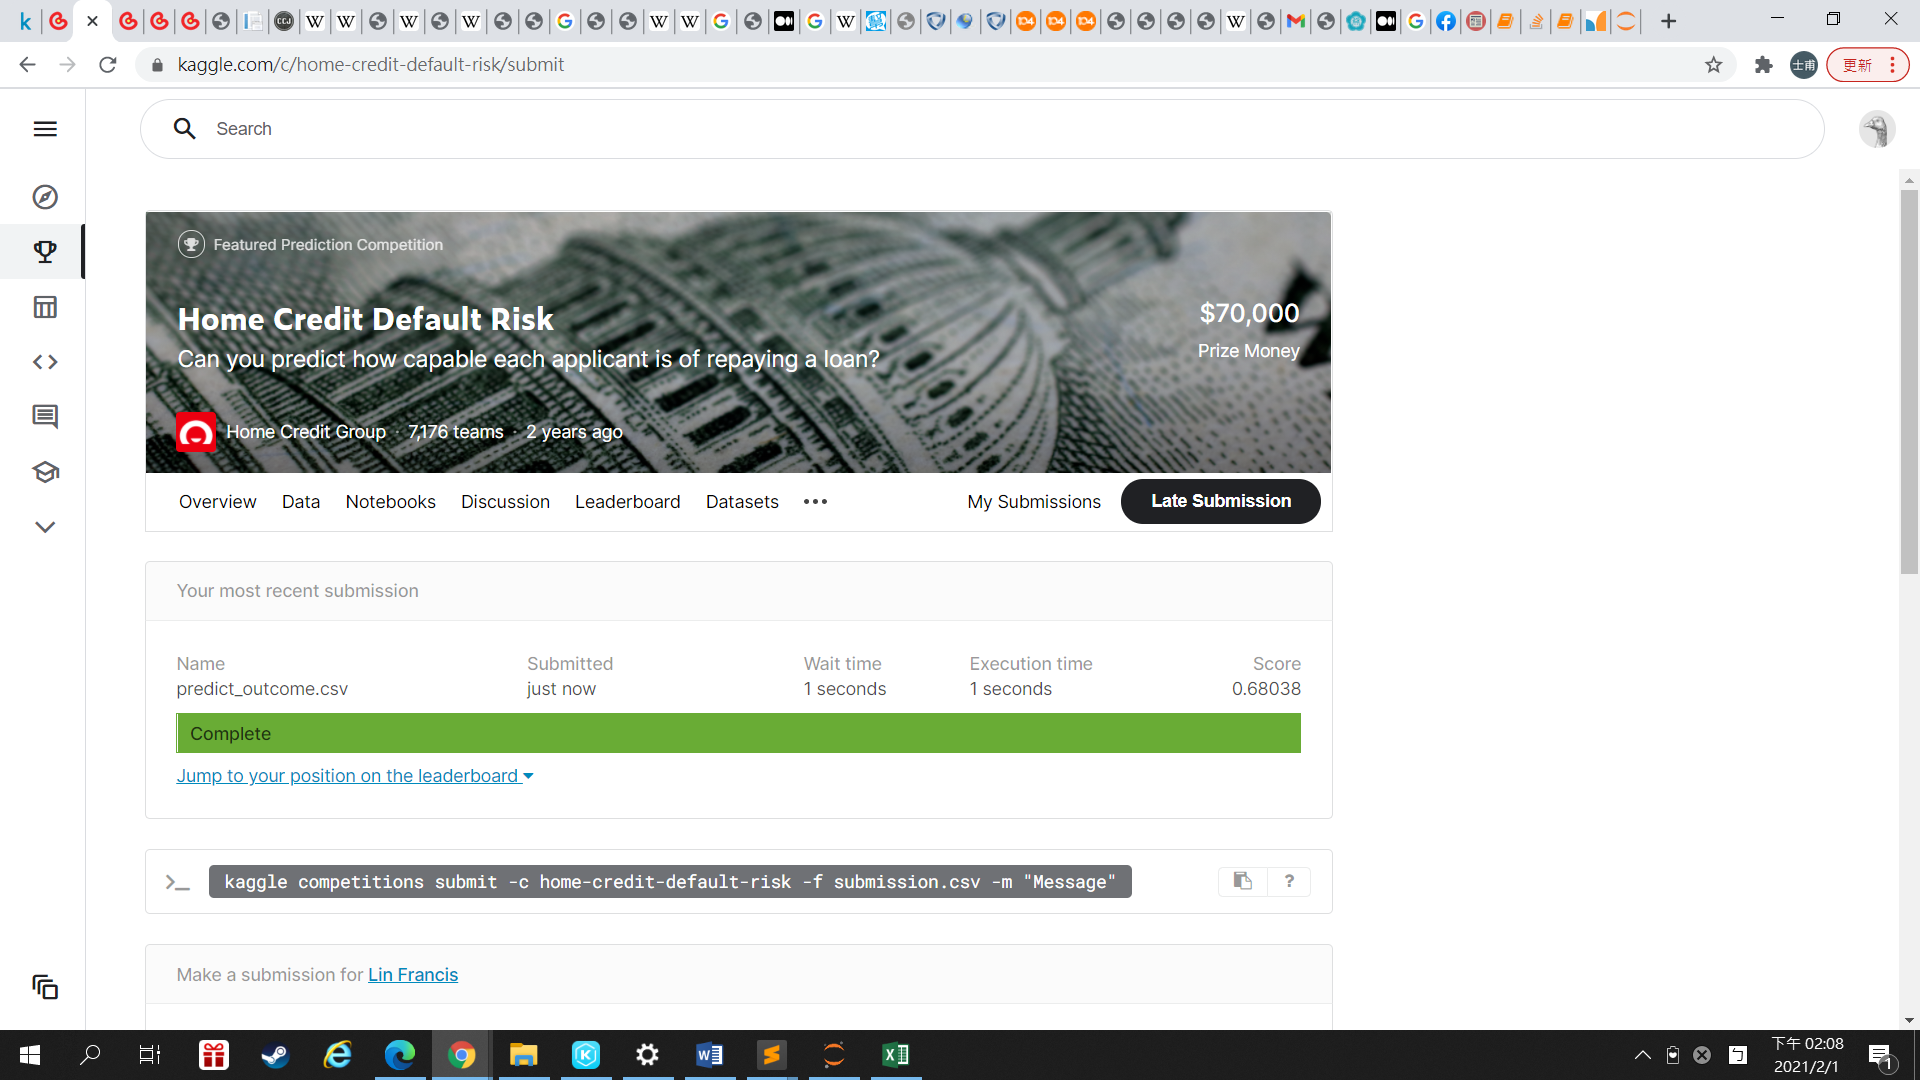 kaggle.com/c/home-credit-default-risk/submit
士甫
更新
Search
Featured Prediction Competition
Home Credit Default Risk
Can you predict how capable each applicant is of repaying a loan?
$70,000
Prize Money
Home Credit Group · 7,176 teams · 2 years ago
Overview Data Notebooks Discussion Leaderboard Datasets ••• My Submissions Late Submission
Your most recent submission
Name Submitted Wait time Execution time Score
predict_outcome.csv just now 1 seconds 1 seconds 0.68038
Complete
Jump to your position on the leaderboard
>_ kaggle competitions submit -c home-credit-default-risk -f submission.csv -m "Message" ?
Make a submission for Lin Francis
下午 02:08
2021/2/1
1